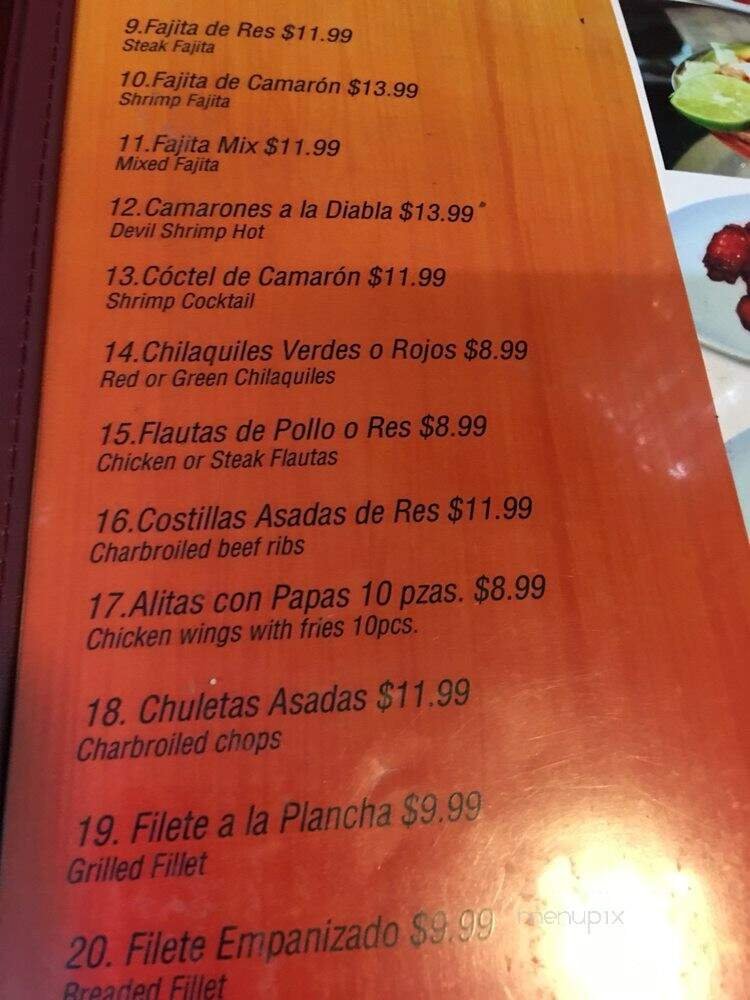 9.Fajita de Res $11.99
Steak Fajita
10.Fajita de Camarón $13.99
Shrimp Fajita
11.Fajita Mix $11.99
Mixed Fajita
12.Camarones a la Diabla $13.99
Devil Shrimp Hot
13.Cóctel de Camarón $11.99
Shrimp Cocktail
14.Chilaquiles Verdes o Rojos $8.99
Red or Green Chilaquiles
15.Flautas de Pollo o Res $8.99
Chicken or Steak Flautas
16.Costillas Asadas de Res $11.99
Charbroiled beef ribs
17.Alitas con Papas 10 pzas. $8.99
Chicken wings with fries 10pcs.
18. Chuletas Asadas $11.99
Charbroiled chops
19. Filete a la Plancha $9.99
Grilled Fillet
20. Filete Empanizado $9.99
Breaded Fillet
menupix